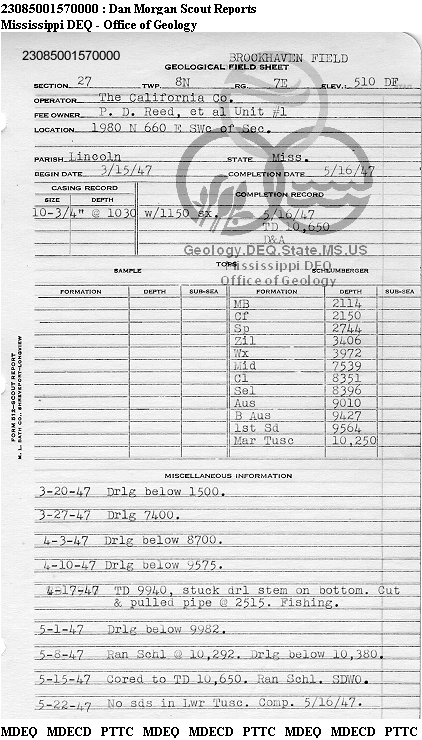 23085001570000 : Dan Morgan Scout Reports
Mississippi DEQ - Office of Geology
23085001570000
BROOKHAVEN FIELD
GEOLOGICAL FIELD SHEET
SECTION 27 TWP. 8N RG. 7E ELEV.: 510 DF
OPERATOR The California Co.
FEE OWNER P. D. Reed, et al Unit #1
LOCATION 1980 N 660 E SWc of Sec.
PARISH Lincoln STATE Miss.
BEGIN DATE 3/15/47 COMPLETION DATE 5/16/47
CASING RECORD COMPLETION RECORD
SIZE DEPTH
10-3/4" @ 1030 w/1150 sx. 5/16/47
TD 10,650
D&A
Geology.DEQ.State.MS.US
Mississippi DEQ
Office of Geology
TOPS
SAMPLE SCHLUMBERGER
FORMATION DEPTH SUB-SEA FORMATION DEPTH SUB-SEA
MB 2114
Cf 2150
Sp 2744
Zil 3406
Wx 3972
Mid 7539
Cl 8351
Sel 8396
Aus 9010
B Aus 9427
1st Sd 9564
Mar Tusc 10,250
FORM 512—SCOUT REPORT
M. L. BATH CO., SHREVEPORT-LONGVIEW
MISCELLANEOUS INFORMATION
3-20-47 Drlg below 1500.
3-27-47 Drlg 7400.
4-3-47 Drlg below 8700.
4-10-47 Drlg below 9575.
4-17-47 TD 9940, stuck drl stem on bottom. Cut
& pulled pipe @ 2515. Fishing.
5-1-47 Drlg below 9982.
5-8-47 Ran Schl @ 10,292. Drlg below 10,380.
5-15-47 Cored to TD 10,650. Ran Schl. SDWO.
5-22-47 No sds in Lwr Tusc. Comp. 5/16/47.
MDEQ MDECD PTTC MDEQ MDECD PTTC MDEQ MDECD PTTC